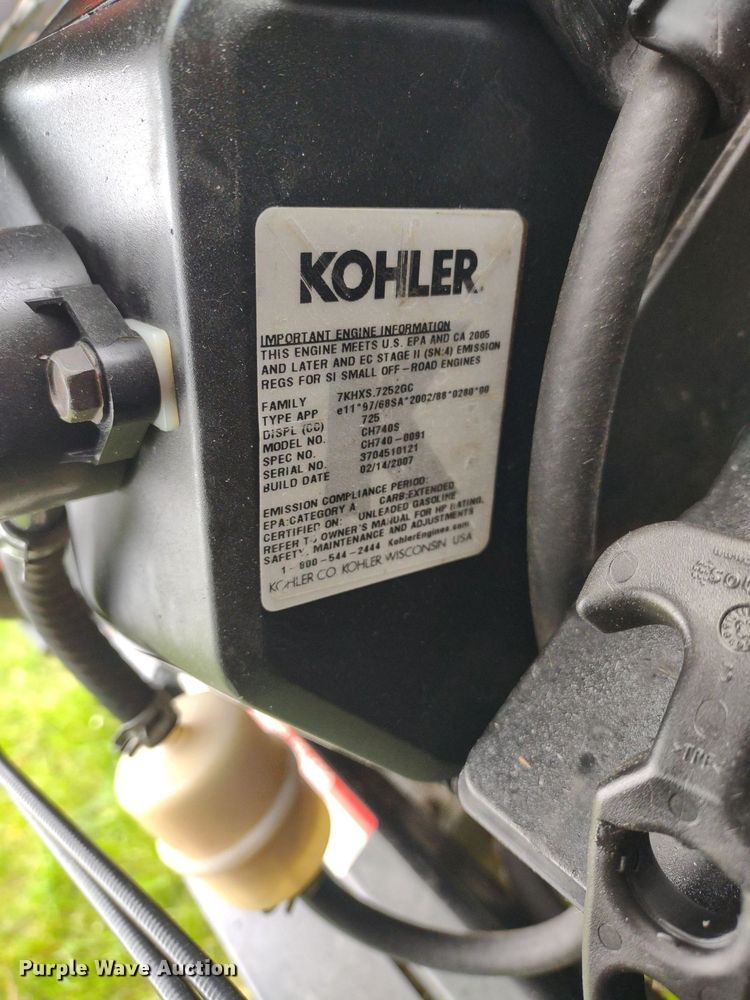 KOHLER
IMPORTANT ENGINE INFORMATION
THIS ENGINE MEETS U.S. EPA AND CA 2005
AND LATER AND EC STAGE II (SN:4) EMISSION
REGS FOR SI SMALL OFF-ROAD ENGINES
FAMILY 7KHXS.7252GC
TYPE APP e11*97/68SA*2002/88*0280*00
DISPL (CC) 725
MODEL NO. CH740S
SPEC NO. CH740-0091
SERIAL NO. 3704510121
BUILD DATE 02/14/2007
EMISSION COMPLIANCE PERIOD:
EPA:CATEGORY A CARB:EXTENDED
CERTIFIED ON: UNLEADED GASOLINE
REFER TO OWNER'S MANUAL FOR HP RATING,
SAFETY, MAINTENANCE AND ADJUSTMENTS
1-800-544-2444 KohlerEngines.com
KOHLER CO. KOHLER WISCONSIN USA
Purple Wave Auction